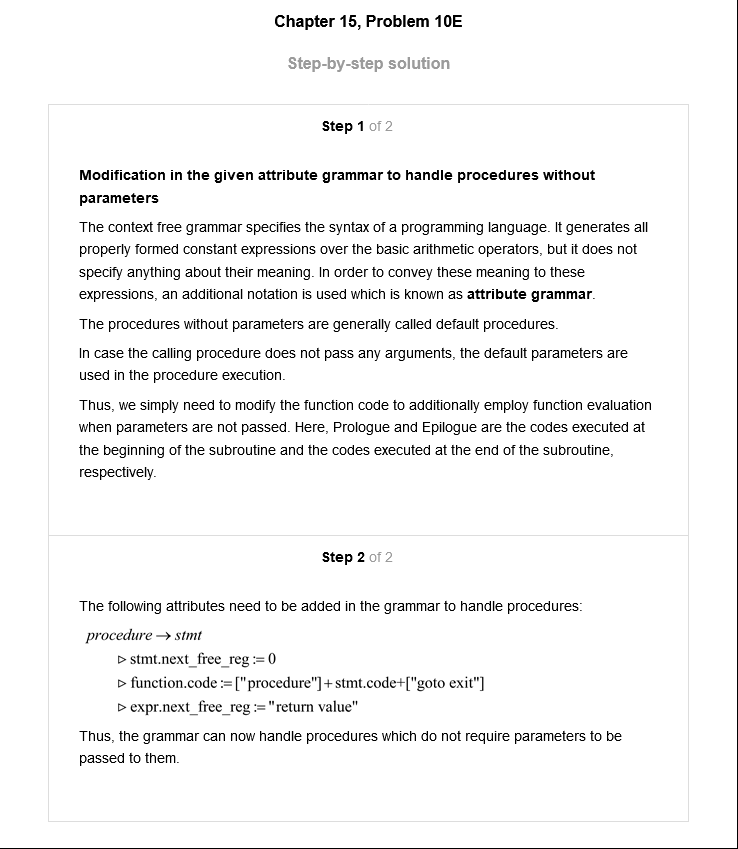 Chapter 15, Problem 10E
Step-by-step solution
Step 1 of 2
Modification in the given attribute grammar to handle procedures without
parameters
The context free grammar specifies the syntax of a programming language. It generates all
properly formed constant expressions over the basic arithmetic operators, but it does not
specify anything about their meaning. In order to convey these meaning to these
expressions, an additional notation is used which is known as attribute grammar.
The procedures without parameters are generally called default procedures.
In case the calling procedure does not pass any arguments, the default parameters are
used in the procedure execution.
Thus, we simply need to modify the function code to additionally employ function evaluation
when parameters are not passed. Here, Prologue and Epilogue are the codes executed at
the beginning of the subroutine and the codes executed at the end of the subroutine,
respectively.
Step 2 of 2
The following attributes need to be added in the grammar to handle procedures:
procedure → stmt
▷ stmt.next_free_reg := 0
▷ function.code := ["procedure"] + stmt.code+["goto exit"]
▷ expr.next_free_reg := "return value"
Thus, the grammar can now handle procedures which do not require parameters to be
passed to them.